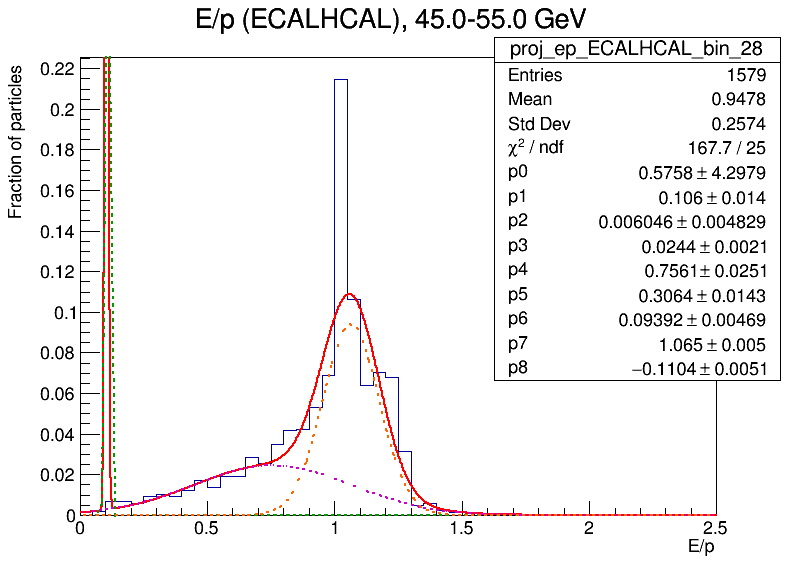 E/p (ECALHCAL), 45.0-55.0 GeV
proj_ep_ECALHCAL_bin_28
Entries 1579
Mean 0.9478
Std Dev 0.2574
χ² / ndf 167.7 / 25
p0 0.5758 ± 4.2979
p1 0.106 ± 0.014
p2 0.006046 ± 0.004829
p3 0.0244 ± 0.0021
p4 0.7561 ± 0.0251
p5 0.3064 ± 0.0143
p6 0.09392 ± 0.00469
p7 1.065 ± 0.005
p8 −0.1104 ± 0.0051
Fraction of particles
0.22
0.2
0.18
0.16
0.14
0.12
0.1
0.08
0.06
0.04
0.02
0
0 0.5 1 1.5 2 2.5
E/p